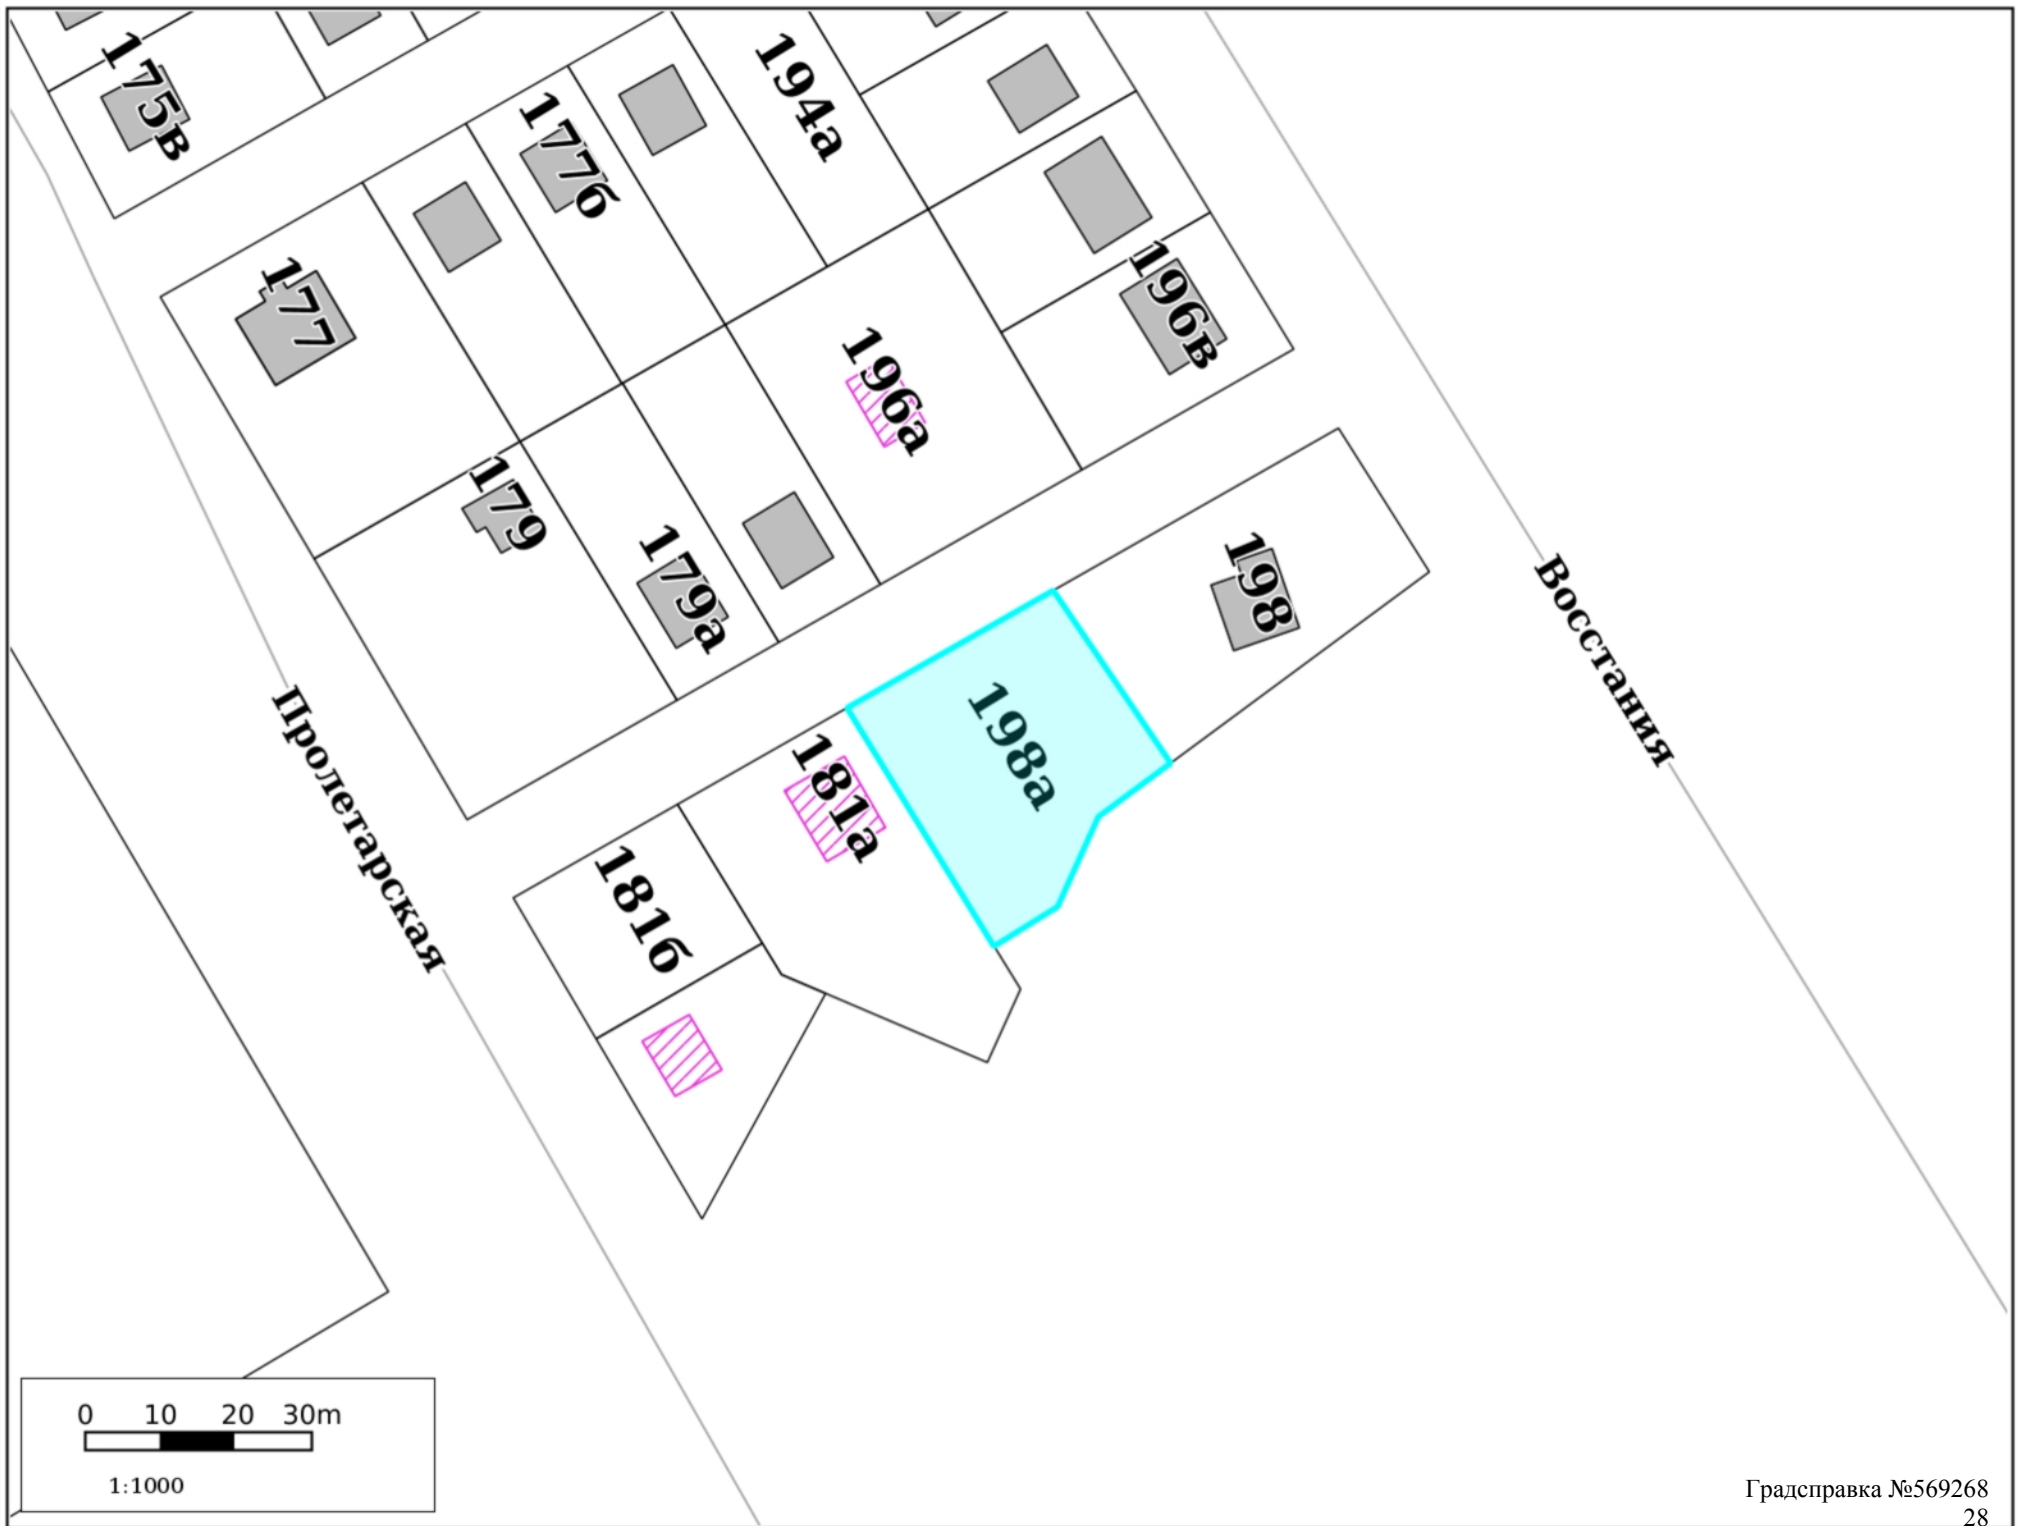 175в
177б
194а
177
196в
196а
179
179а
198
Восстания
Пролетарская
198а
181а
181б
0 10 20 30m
1:1000
Градсправка №569268
28